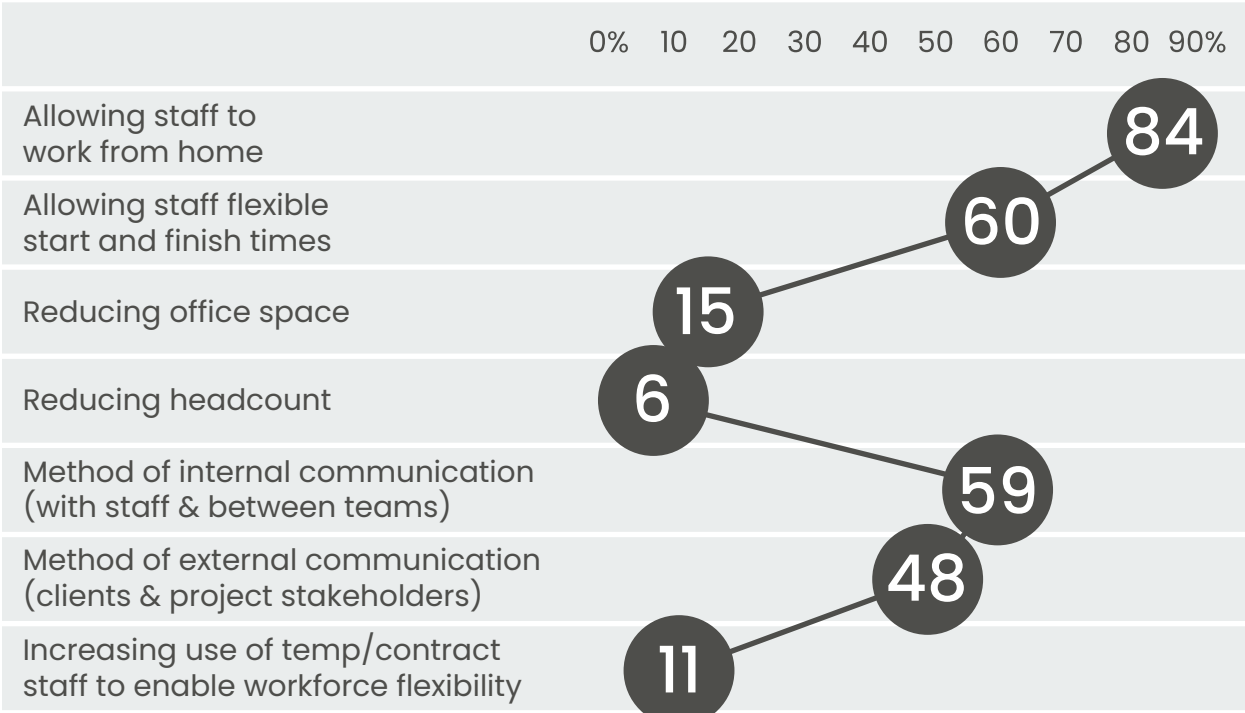 0% 10 20 30 40 50 60 70 80 90%
Allowing staff to
work from home
84
Allowing staff flexible
start and finish times
60
Reducing office space
15
Reducing headcount
6
Method of internal communication
(with staff & between teams)
59
Method of external communication
(clients & project stakeholders)
48
Increasing use of temp/contract
staff to enable workforce flexibility
11